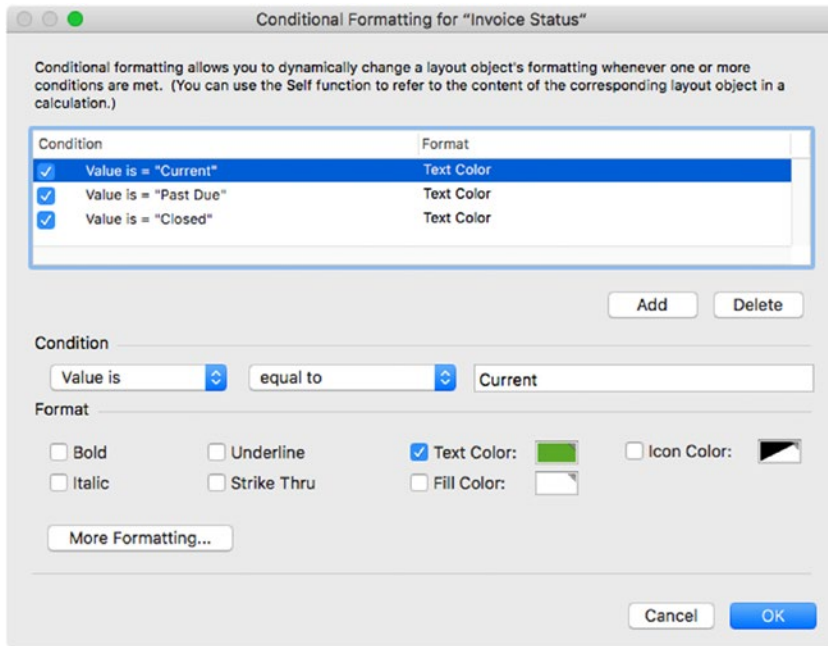 Conditional Formatting for “Invoice Status“
Conditional formatting allows you to dynamically change a layout object's formatting whenever one or more
conditions are met. (You can use the Self function to refer to the content of the corresponding layout object in a
calculation.)
Condition Format
Value is = "Current" Text Color
Value is = "Past Due" Text Color
Value is = "Closed" Text Color
Add Delete
Condition
Value is equal to Current
Format
Bold Underline Text Color: Icon Color:
Italic Strike Thru Fill Color:
More Formatting...
Cancel OK